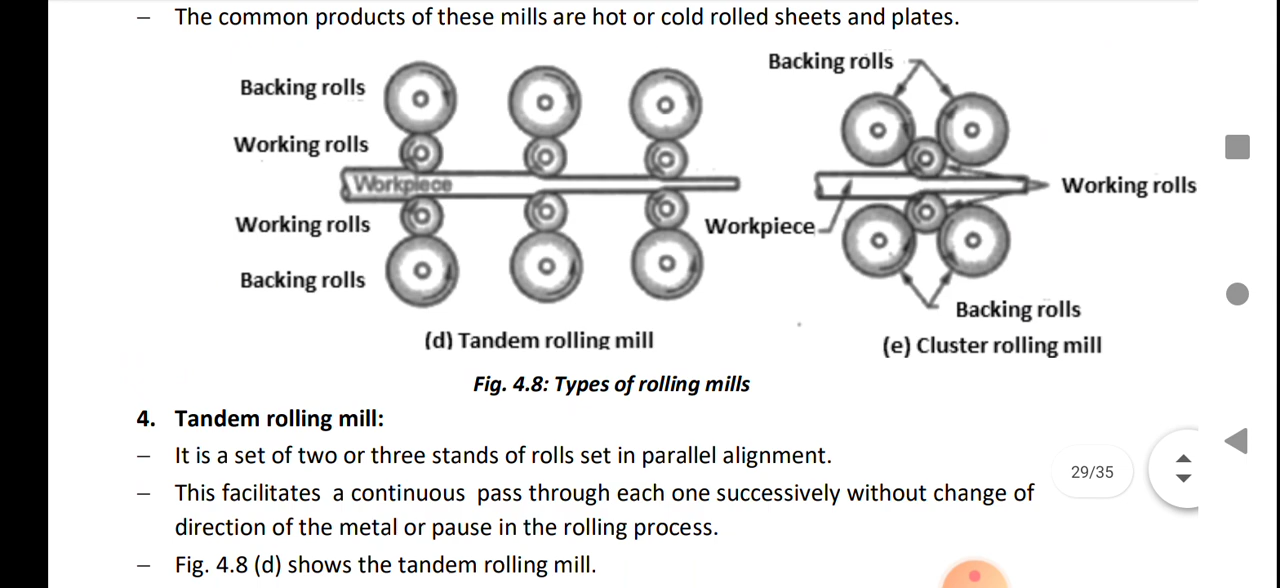 – The common products of these mills are hot or cold rolled sheets and plates.
Backing rolls
Working rolls
Workpiece
Working rolls
Backing rolls
(d) Tandem rolling mill
Backing rolls
Working rolls
Workpiece
Backing rolls
(e) Cluster rolling mill
Fig. 4.8: Types of rolling mills
4. Tandem rolling mill:
– It is a set of two or three stands of rolls set in parallel alignment.
– This facilitates a continuous pass through each one successively without change of
direction of the metal or pause in the rolling process.
– Fig. 4.8 (d) shows the tandem rolling mill.
29/35